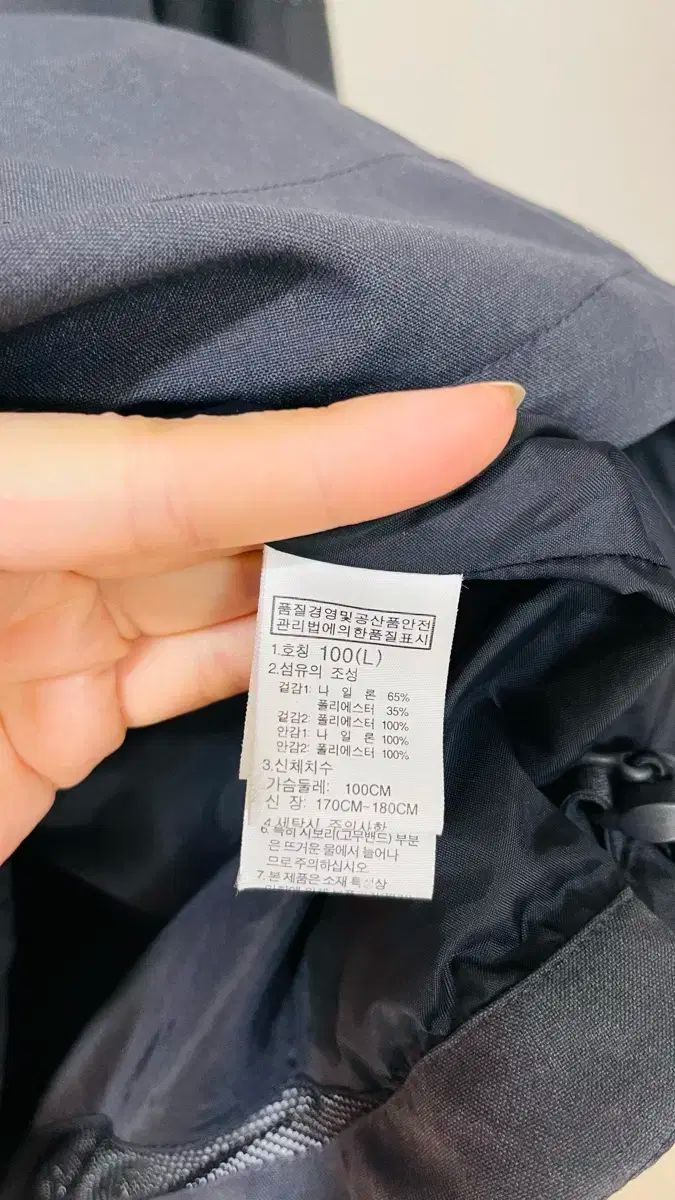 품질경영및공산품안전
관리법에의한품질표시
1.호칭 100(L)
2.섬유의 조성
겉감1: 나 일 론 65%
폴리에스터 35%
겉감2: 폴리에스터 100%
안감1: 나 일 론 100%
안감2: 폴리에스터 100%
3.신체치수
가슴둘레: 100CM
신 장: 170CM~180CM
4.세탁시 주의사항
6. 특히 시보리(고무밴드) 부분
은 뜨거운 물에서 늘어나
므로 주의하십시오.
7. 본 제품은 소재 특성상